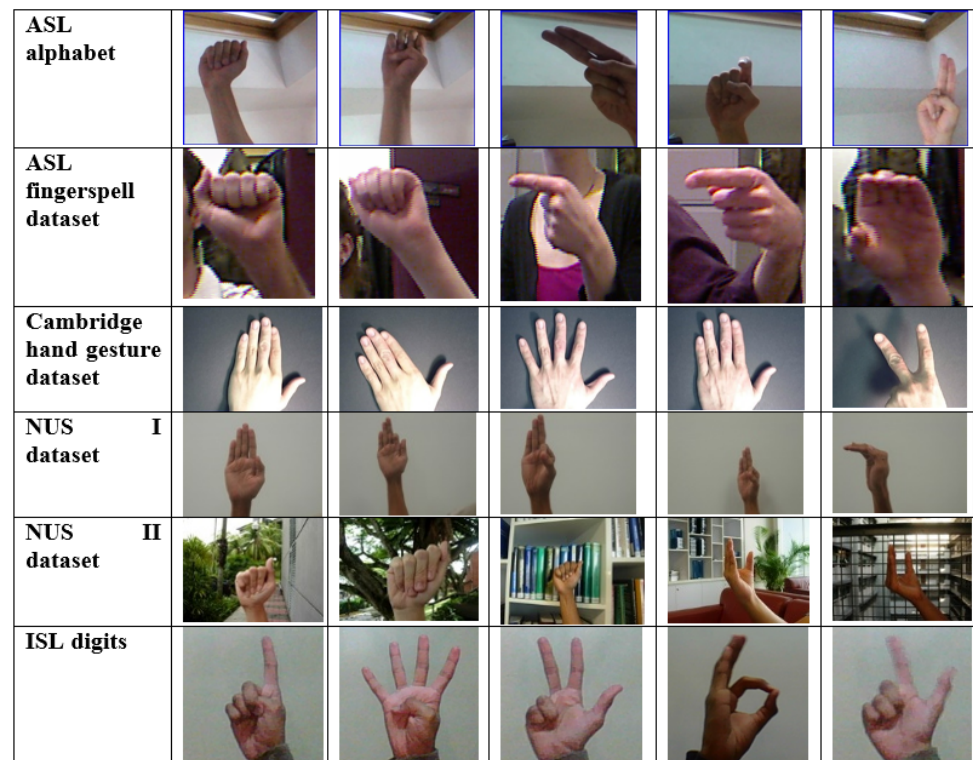 ASL
alphabet
ASL
fingerspell
dataset
Cambridge
hand gesture
dataset
NUS I
dataset
NUS II
dataset
ISL digits